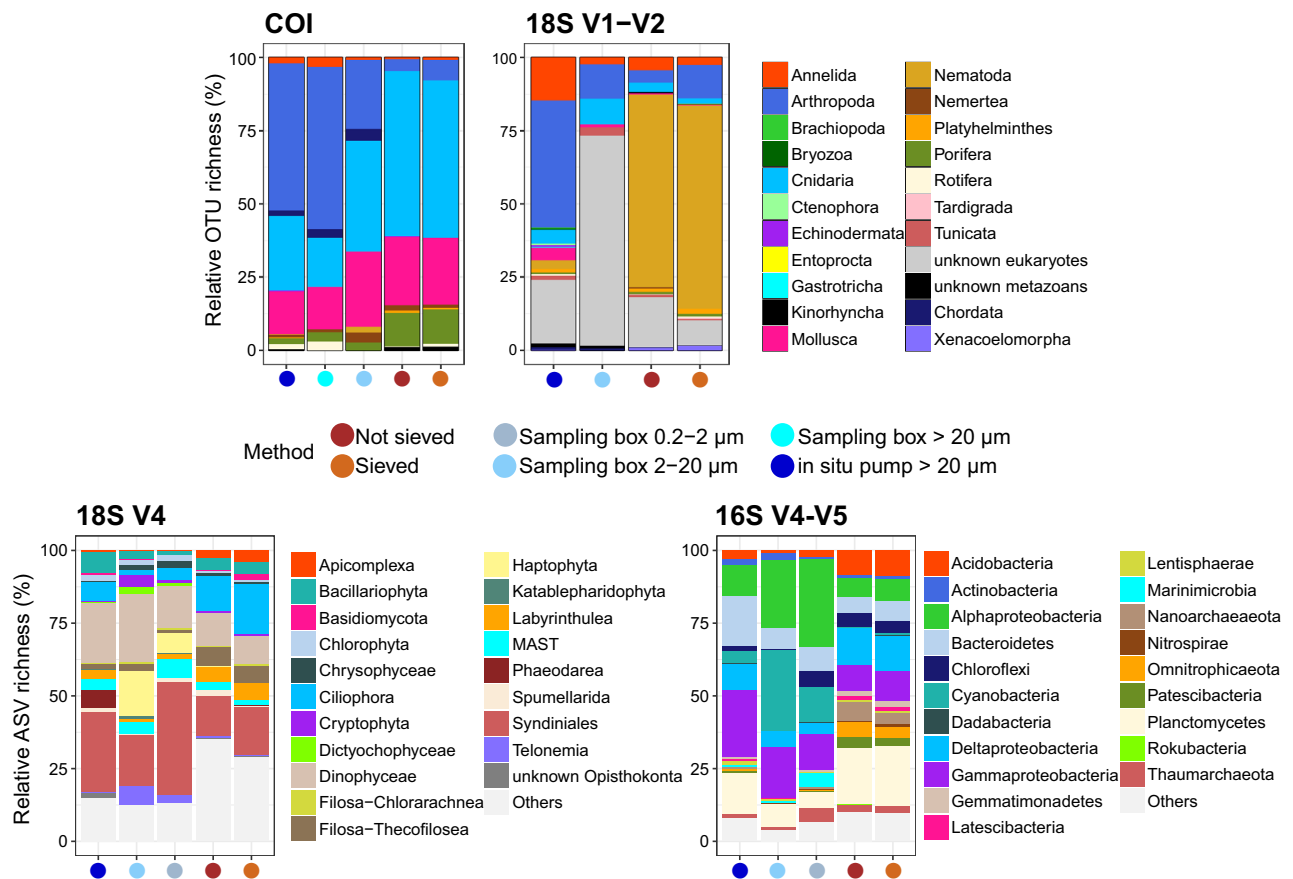 COI
18S V1−V2
Relative OTU richness (%)
100
75
50
25
0
100
75
50
25
0
Annelida
Arthropoda
Brachiopoda
Bryozoa
Cnidaria
Ctenophora
Echinodermata
Entoprocta
Gastrotricha
Kinorhyncha
Mollusca
Nematoda
Nemertea
Platyhelminthes
Porifera
Rotifera
Tardigrada
Tunicata
unknown eukaryotes
unknown metazoans
Chordata
Xenacoelomorpha
Method
Not sieved
Sieved
Sampling box 0.2−2 µm
Sampling box 2−20 µm
Sampling box > 20 µm
in situ pump > 20 µm
18S V4
Relative ASV richness (%)
100
75
50
25
0
Apicomplexa
Bacillariophyta
Basidiomycota
Chlorophyta
Chrysophyceae
Ciliophora
Cryptophyta
Dictyochophyceae
Dinophyceae
Filosa−Chlorarachnea
Filosa−Thecofilosea
Haptophyta
Katablepharidophyta
Labyrinthulea
MAST
Phaeodarea
Spumellarida
Syndiniales
Telonemia
unknown Opisthokonta
Others
16S V4-V5
100
75
50
25
0
Acidobacteria
Actinobacteria
Alphaproteobacteria
Bacteroidetes
Chloroflexi
Cyanobacteria
Dadabacteria
Deltaproteobacteria
Gammaproteobacteria
Gemmatimonadetes
Latescibacteria
Lentisphaerae
Marinimicrobia
Nanoarchaeaeota
Nitrospirae
Omnitrophicaeota
Patescibacteria
Planctomycetes
Rokubacteria
Thaumarchaeota
Others